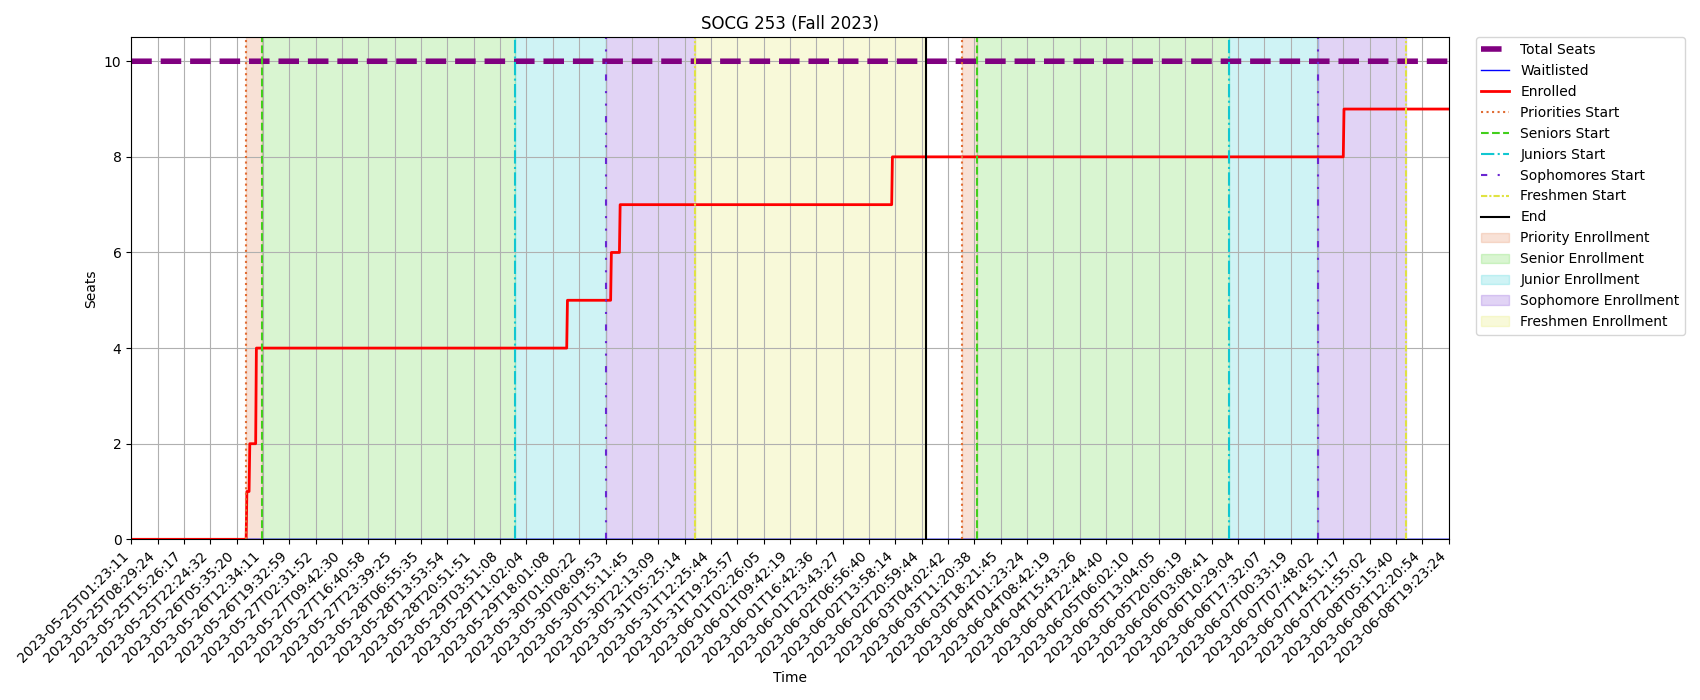 SOCG 253 (Fall 2023)
Seats
10
8
6
4
2
0
2023-05-25T01:23:11
2023-05-25T08:29:24
2023-05-25T15:26:17
2023-05-25T22:24:32
2023-05-26T05:35:20
2023-05-26T12:34:11
2023-05-26T19:32:59
2023-05-27T02:31:52
2023-05-27T09:42:30
2023-05-27T16:40:58
2023-05-27T23:39:25
2023-05-28T06:55:35
2023-05-28T13:53:54
2023-05-28T20:51:51
2023-05-29T03:51:08
2023-05-29T11:02:04
2023-05-29T18:01:08
2023-05-30T01:00:22
2023-05-30T08:09:53
2023-05-30T15:11:45
2023-05-30T22:13:09
2023-05-31T05:25:14
2023-05-31T12:25:44
2023-05-31T19:25:57
2023-06-01T02:26:05
2023-06-01T09:42:19
2023-06-01T16:42:36
2023-06-01T23:43:27
2023-06-02T06:56:40
2023-06-02T13:58:14
2023-06-02T20:59:44
2023-06-03T04:02:42
2023-06-03T11:20:38
2023-06-03T18:21:45
2023-06-04T01:23:24
2023-06-04T08:42:19
2023-06-04T15:43:26
2023-06-04T22:44:40
2023-06-05T06:02:10
2023-06-05T13:04:05
2023-06-05T20:06:19
2023-06-06T03:08:41
2023-06-06T10:29:04
2023-06-06T17:32:07
2023-06-07T00:33:19
2023-06-07T07:48:02
2023-06-07T14:51:17
2023-06-07T21:55:02
2023-06-08T05:15:40
2023-06-08T12:20:54
2023-06-08T19:23:24
Time
Total Seats
Waitlisted
Enrolled
Priorities Start
Seniors Start
Juniors Start
Sophomores Start
Freshmen Start
End
Priority Enrollment
Senior Enrollment
Junior Enrollment
Sophomore Enrollment
Freshmen Enrollment